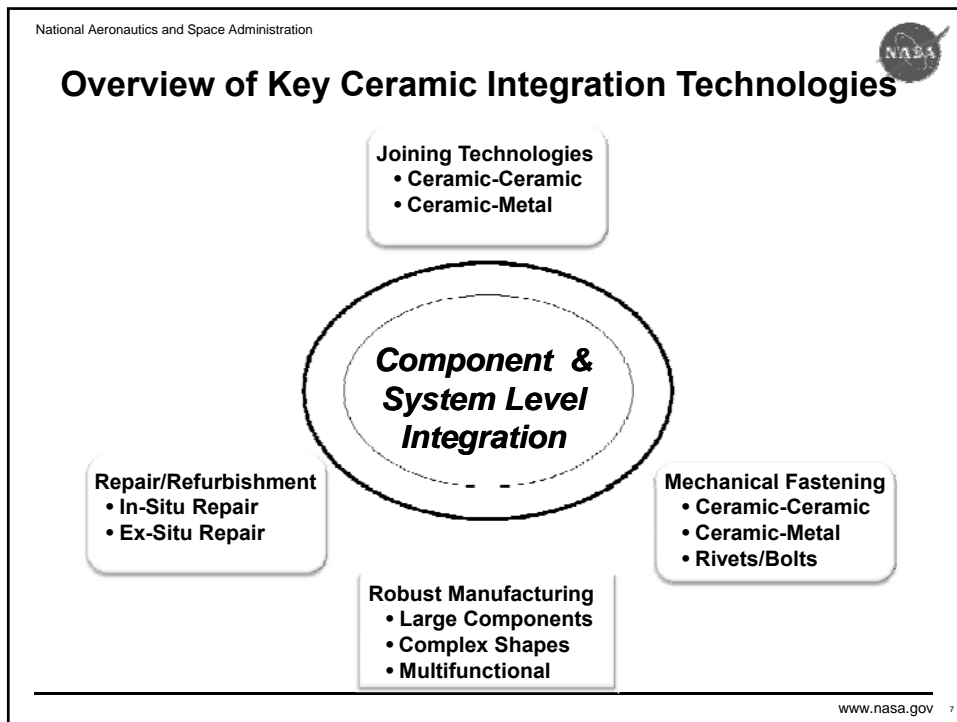 National Aeronautics and Space Administration
NASA
Overview of Key Ceramic Integration Technologies
Joining Technologies
• Ceramic-Ceramic
• Ceramic-Metal
Component &
System Level
Integration
Repair/Refurbishment
• In-Situ Repair
• Ex-Situ Repair
Mechanical Fastening
• Ceramic-Ceramic
• Ceramic-Metal
• Rivets/Bolts
Robust Manufacturing
• Large Components
• Complex Shapes
• Multifunctional
www.nasa.gov 7